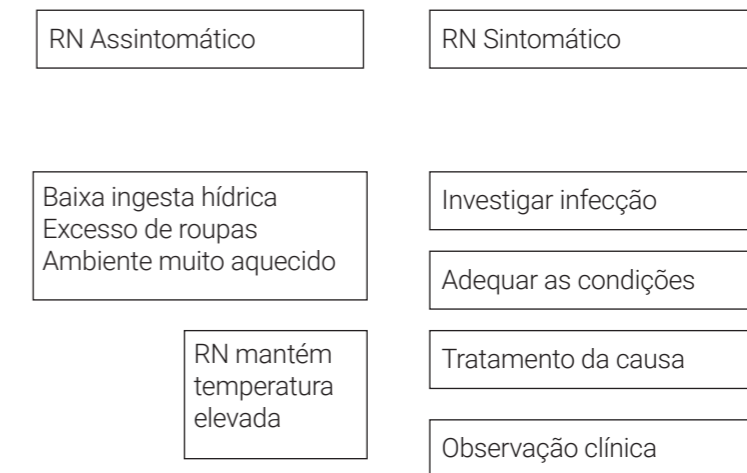 RN Assintomático
RN Sintomático
Baixa ingesta hídrica
Excesso de roupas
Ambiente muito aquecido
Investigar infecção
Adequar as condições
RN mantém
temperatura
elevada
Tratamento da causa
Observação clínica